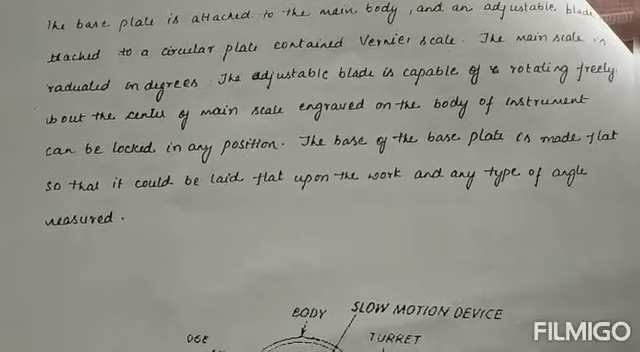 The base plate is attached to the main body, and an adjustable blade
ttached to a circular plate contained Vernier scale. The main scale is
raduated in degrees. The adjustable blade is capable of rotating freely
bout the center of main scale engraved on the body of instrument
can be locked in any position. The base of the base plate is made flat
so that it could be laid flat upon the work and any type of angle
measured.
BODY SLOW MOTION DEVICE
DGE TURRET
FILMIGO